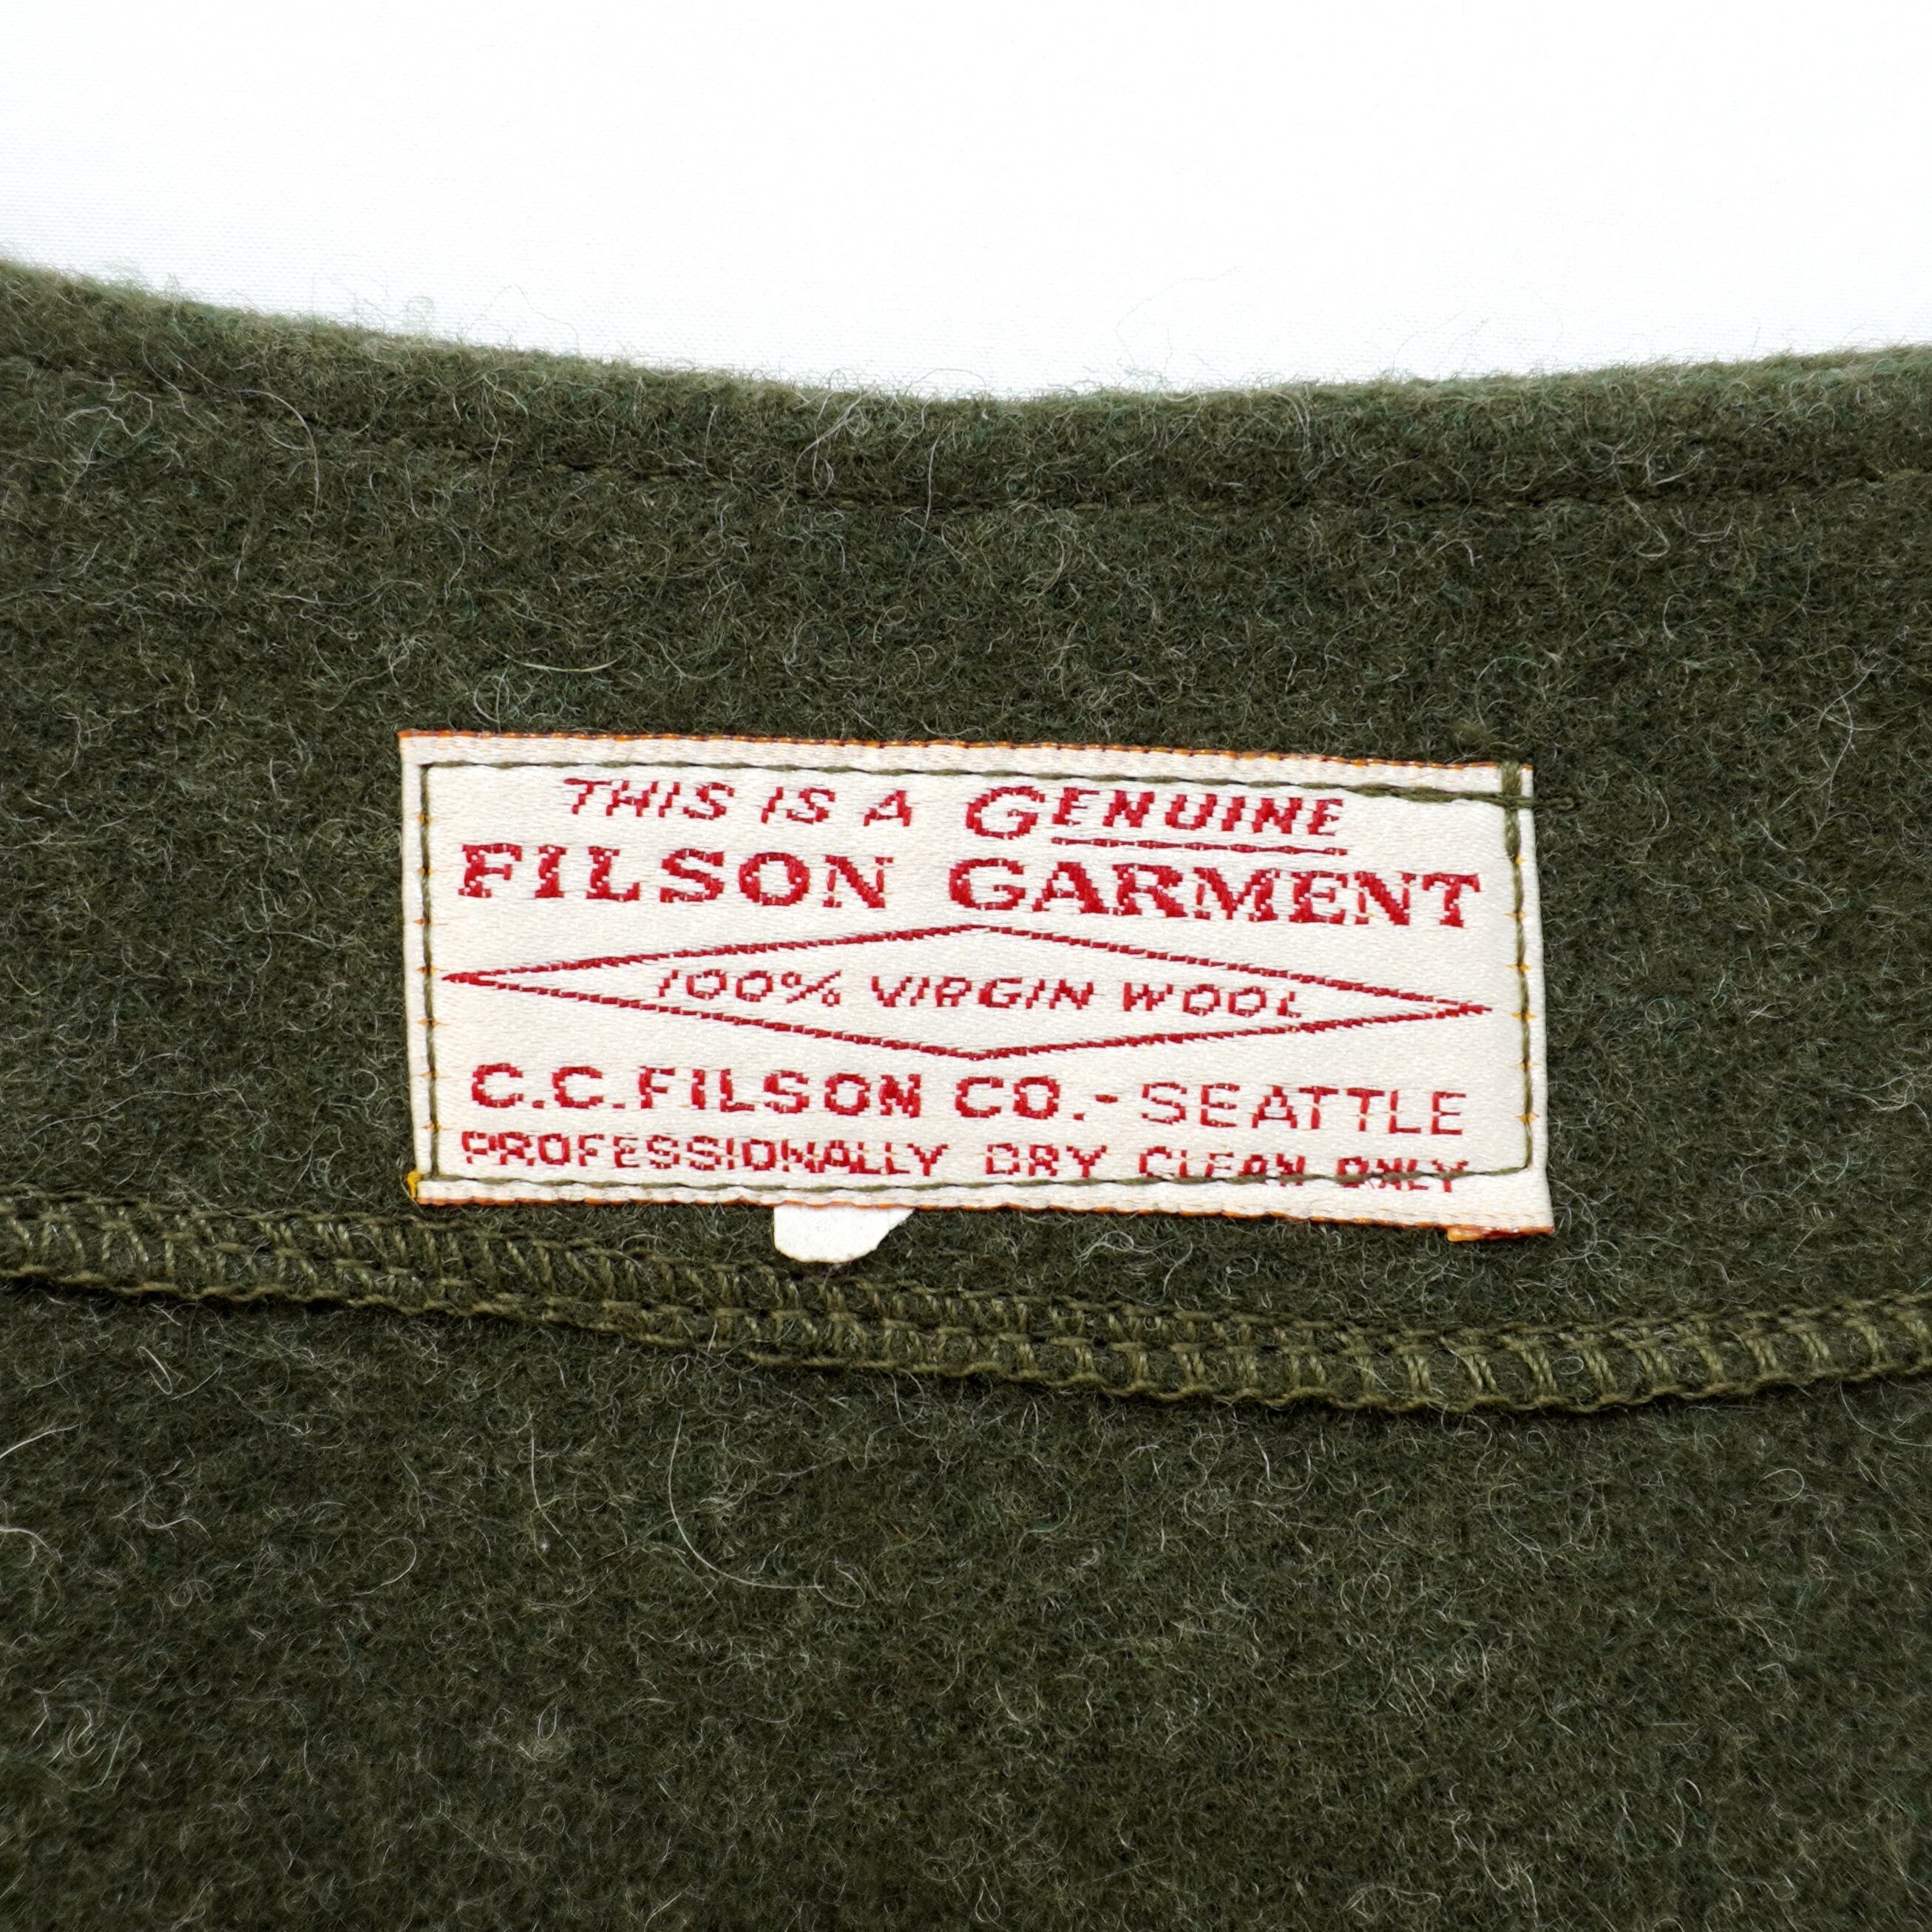 THIS IS A GENUINE
FILSON GARMENT
100% VIRGIN WOOL
C.C. FILSON CO. - SEATTLE
PROFESSIONALLY DRY CLEAN ONLY